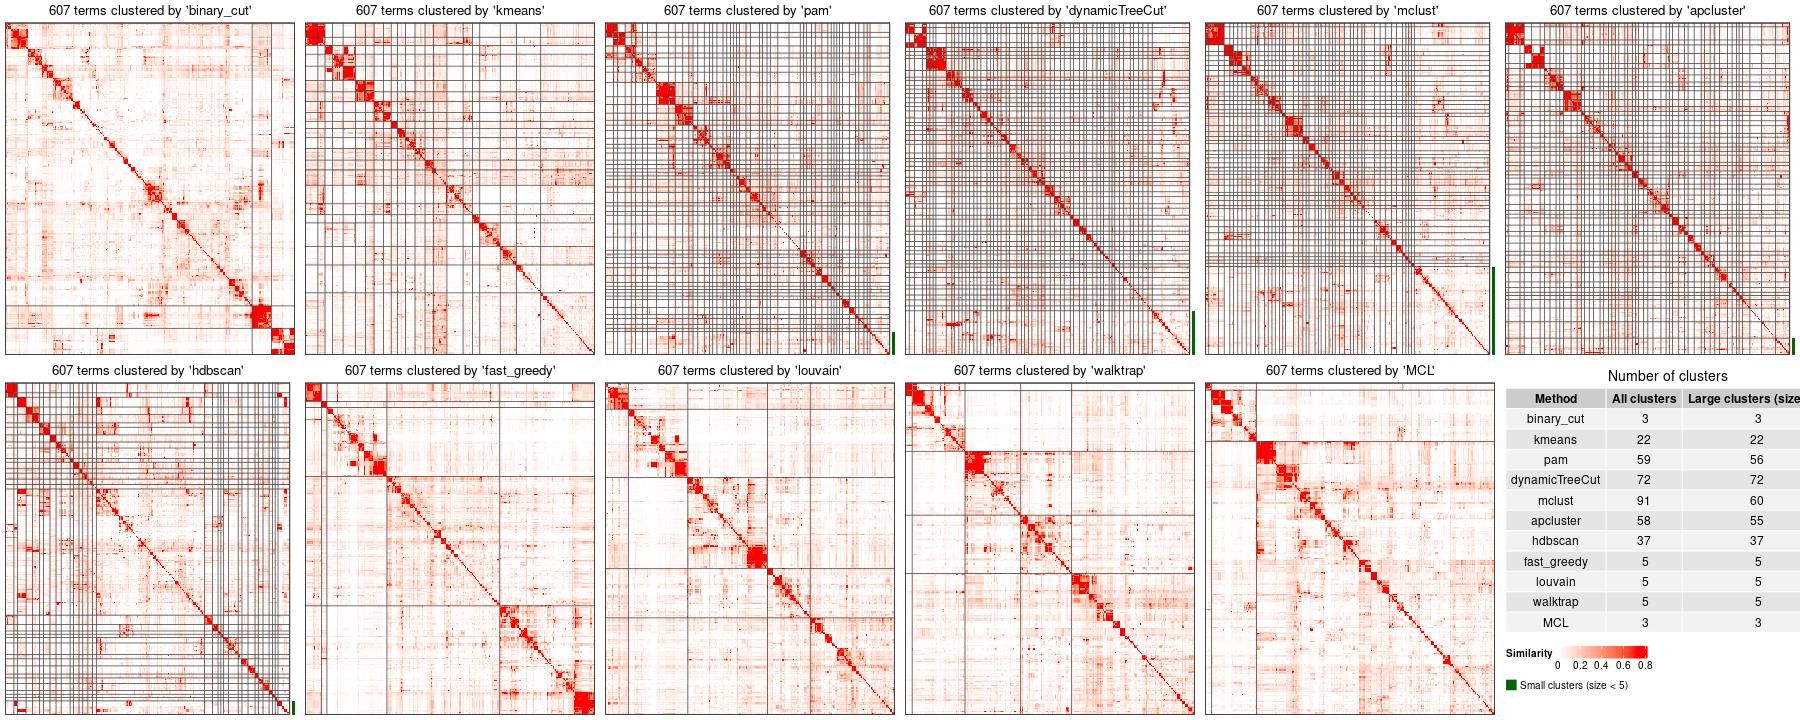 607 terms clustered by 'binary_cut'
607 terms clustered by 'kmeans'
607 terms clustered by 'pam'
607 terms clustered by 'dynamicTreeCut'
607 terms clustered by 'mclust'
607 terms clustered by 'apcluster'
607 terms clustered by 'hdbscan'
607 terms clustered by 'fast_greedy'
607 terms clustered by 'louvain'
607 terms clustered by 'walktrap'
607 terms clustered by 'MCL'
Number of clusters
Method All clusters Large clusters (size
binary_cut 3 3
kmeans 22 22
pam 59 56
dynamicTreeCut 72 72
mclust 91 60
apcluster 58 55
hdbscan 37 37
fast_greedy 5 5
louvain 5 5
walktrap 5 5
MCL 3 3
Similarity
0 0.2 0.4 0.6 0.8
Small clusters (size < 5)